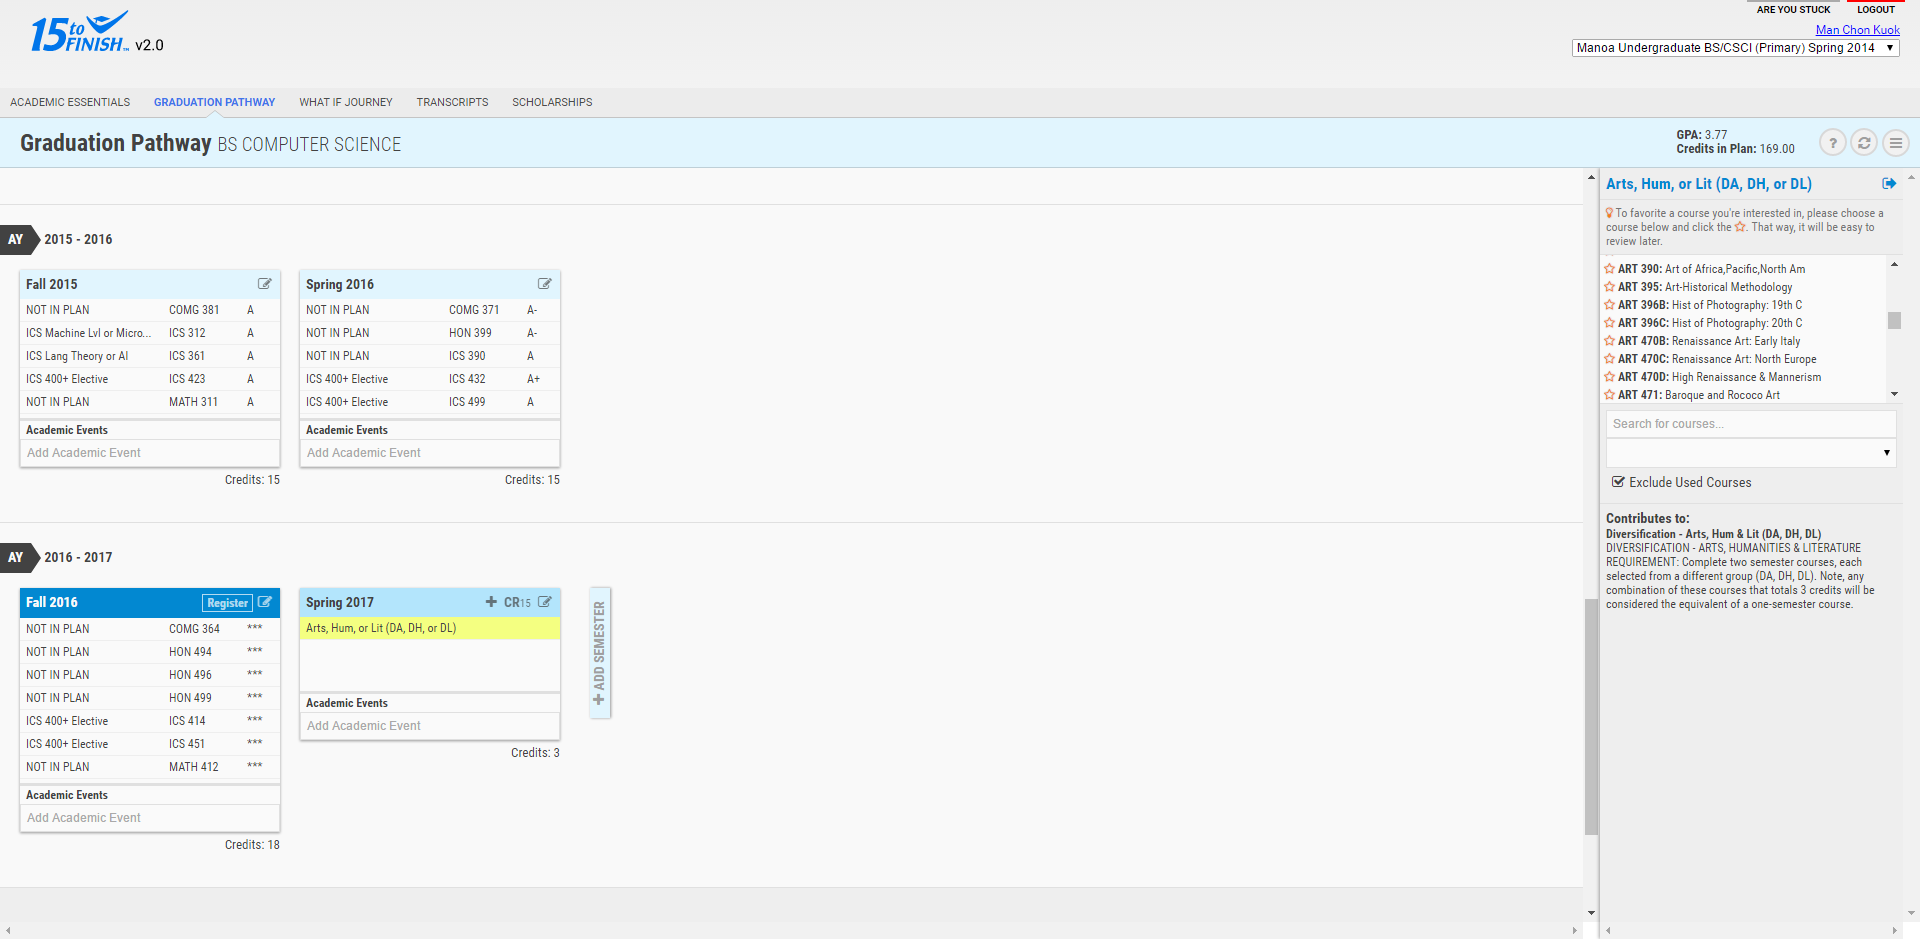 15 to FINISH™ v2.0
ARE YOU STUCK
LOGOUT
Man Chon Kuok
Manoa Undergraduate BS/CSCI (Primary) Spring 2014
ACADEMIC ESSENTIALS
GRADUATION PATHWAY
WHAT IF JOURNEY
TRANSCRIPTS
SCHOLARSHIPS
Graduation Pathway BS COMPUTER SCIENCE
GPA: 3.77
Credits in Plan: 169.00
?
AY 2015 - 2016
Fall 2015
NOT IN PLAN COMG 381 A
ICS Machine Lvl or Micro... ICS 312 A
ICS Lang Theory or AI ICS 361 A
ICS 400+ Elective ICS 423 A
NOT IN PLAN MATH 311 A
Academic Events
Add Academic Event
Credits: 15
Spring 2016
NOT IN PLAN COMG 371 A-
NOT IN PLAN HON 399 A-
NOT IN PLAN ICS 390 A
ICS 400+ Elective ICS 432 A+
ICS 400+ Elective ICS 499 A
Academic Events
Add Academic Event
Credits: 15
AY 2016 - 2017
Fall 2016 Register
NOT IN PLAN COMG 364 ***
NOT IN PLAN HON 494 ***
NOT IN PLAN HON 496 ***
NOT IN PLAN HON 499 ***
ICS 400+ Elective ICS 414 ***
ICS 400+ Elective ICS 451 ***
NOT IN PLAN MATH 412 ***
Academic Events
Add Academic Event
Credits: 18
Spring 2017 + CR15
Arts, Hum, or Lit (DA, DH, or DL)
Academic Events
Add Academic Event
Credits: 3
+ ADD SEMESTER
Arts, Hum, or Lit (DA, DH, or DL)
To favorite a course you're interested in, please choose a
course below and click the ☆. That way, it will be easy to
review later.
ART 390: Art of Africa,Pacific,North Am
ART 395: Art-Historical Methodology
ART 396B: Hist of Photography: 19th C
ART 396C: Hist of Photography: 20th C
ART 470B: Renaissance Art: Early Italy
ART 470C: Renaissance Art: North Europe
ART 470D: High Renaissance & Mannerism
ART 471: Baroque and Rococo Art
Search for courses...
Exclude Used Courses
Contributes to:
Diversification - Arts, Hum & Lit (DA, DH, DL)
DIVERSIFICATION - ARTS, HUMANITIES & LITERATURE
REQUIREMENT: Complete two semester courses, each
selected from a different group (DA, DH, DL). Note, any
combination of these courses that totals 3 credits will be
considered the equivalent of a one-semester course.